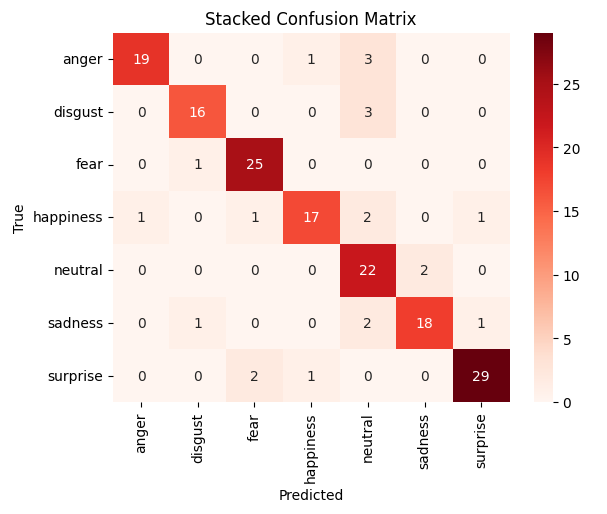 Stacked Confusion Matrix
anger 19 0 0 1 3 0 0
disgust 0 16 0 0 3 0 0
fear 0 1 25 0 0 0 0
happiness 1 0 1 17 2 0 1
neutral 0 0 0 0 22 2 0
sadness 0 1 0 0 2 18 1
surprise 0 0 2 1 0 0 29
True
anger disgust fear happiness neutral sadness surprise
Predicted
25
20
15
10
5
0